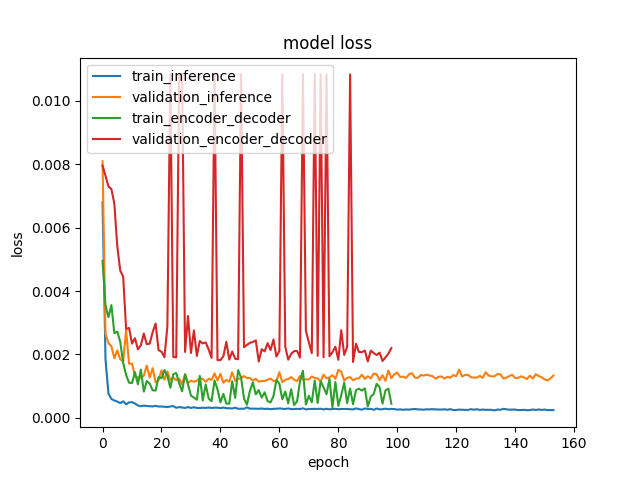 model loss
train_inference
validation_inference
train_encoder_decoder
validation_encoder_decoder
0.010
0.008
0.006
0.004
0.002
0.000
loss
0 20 40 60 80 100 120 140 160
epoch